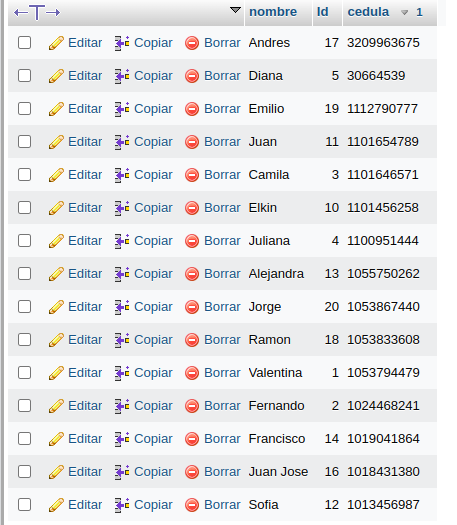 nombre Id cedula 1
Editar Copiar Borrar Andres 17 3209963675
Editar Copiar Borrar Diana 5 30664539
Editar Copiar Borrar Emilio 19 1112790777
Editar Copiar Borrar Juan 11 1101654789
Editar Copiar Borrar Camila 3 1101646571
Editar Copiar Borrar Elkin 10 1101456258
Editar Copiar Borrar Juliana 4 1100951444
Editar Copiar Borrar Alejandra 13 1055750262
Editar Copiar Borrar Jorge 20 1053867440
Editar Copiar Borrar Ramon 18 1053833608
Editar Copiar Borrar Valentina 1 1053794479
Editar Copiar Borrar Fernando 2 1024468241
Editar Copiar Borrar Francisco 14 1019041864
Editar Copiar Borrar Juan Jose 16 1018431380
Editar Copiar Borrar Sofia 12 1013456987